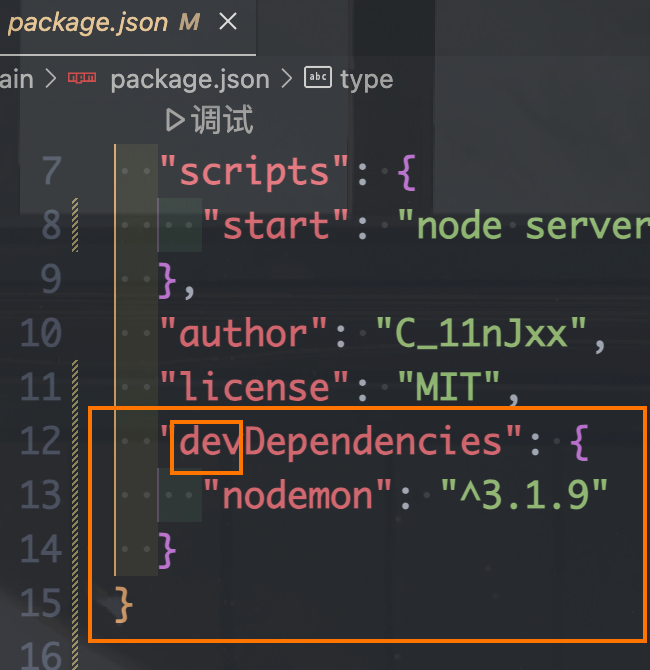 package.json M
ain > package.json > abc type
调试
7 "scripts": {
8 "start": "node server
9 },
10 "author": "C_11nJxx",
11 "license": "MIT",
12 "devDependencies": {
13 "nodemon": "^3.1.9"
14 }
15 }
16